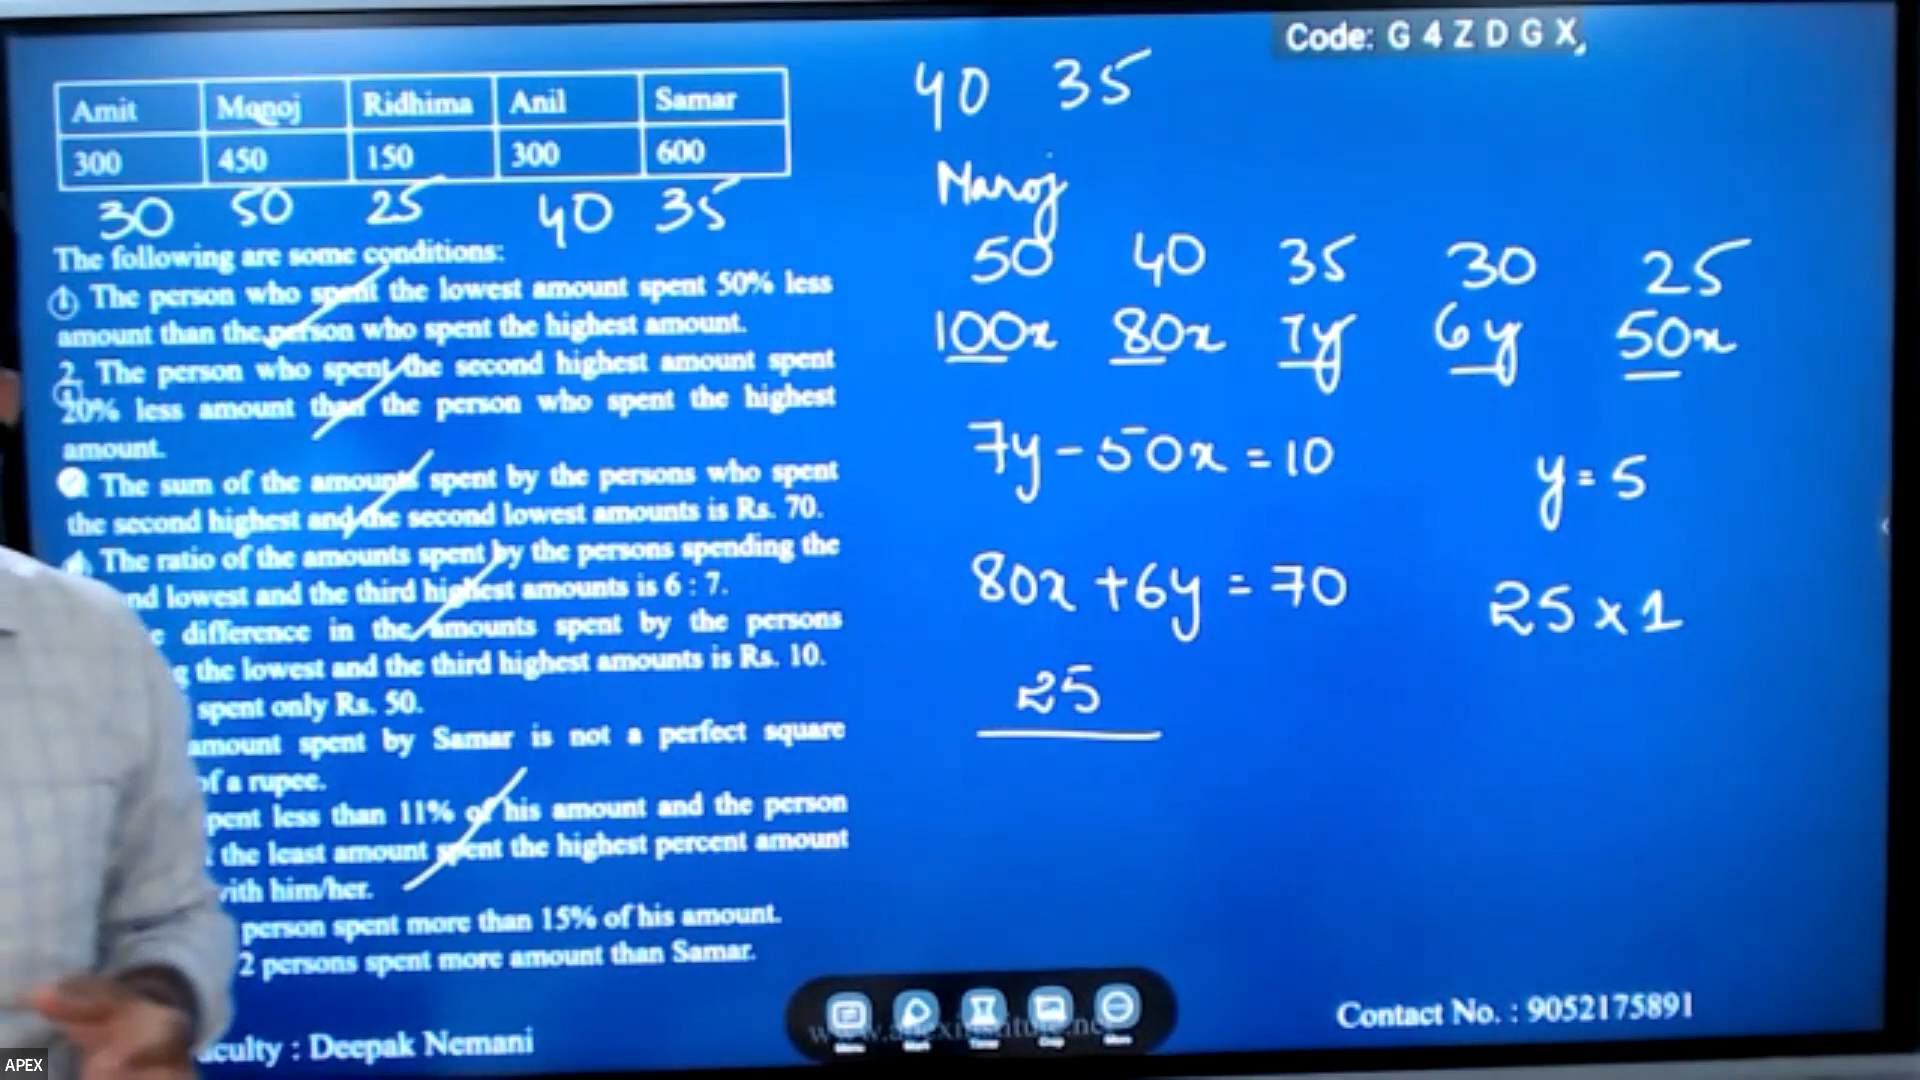 Code: G 4 Z D G X,
Amit Manoj Ridhima Anil Samar
300 450 150 300 600
30 50 25 40 35
The following are some conditions:
1. The person who spent the lowest amount spent 50% less
amount than the person who spent the highest amount.
2. The person who spent the second highest amount spent
20% less amount than the person who spent the highest
amount.
The sum of the amounts spent by the persons who spent
the second highest and the second lowest amounts is Rs. 70.
The ratio of the amounts spent by the persons spending the
nd lowest and the third highest amounts is 6 : 7.
e difference in the amounts spent by the persons
g the lowest and the third highest amounts is Rs. 10.
spent only Rs. 50.
amount spent by Samar is not a perfect square
of a rupee.
pent less than 11% of his amount and the person
the least amount spent the highest percent amount
with him/her.
person spent more than 15% of his amount.
2 persons spent more amount than Samar.
aculty : Deepak Nemani
40 35
Manoj
50 40 35 30 25
100x 80x 7y 6y 50x
7y - 50x = 10
y = 5
80x + 6y = 70
25 x 1
25
Menu
More
Contact No. : 9052175891
APEX